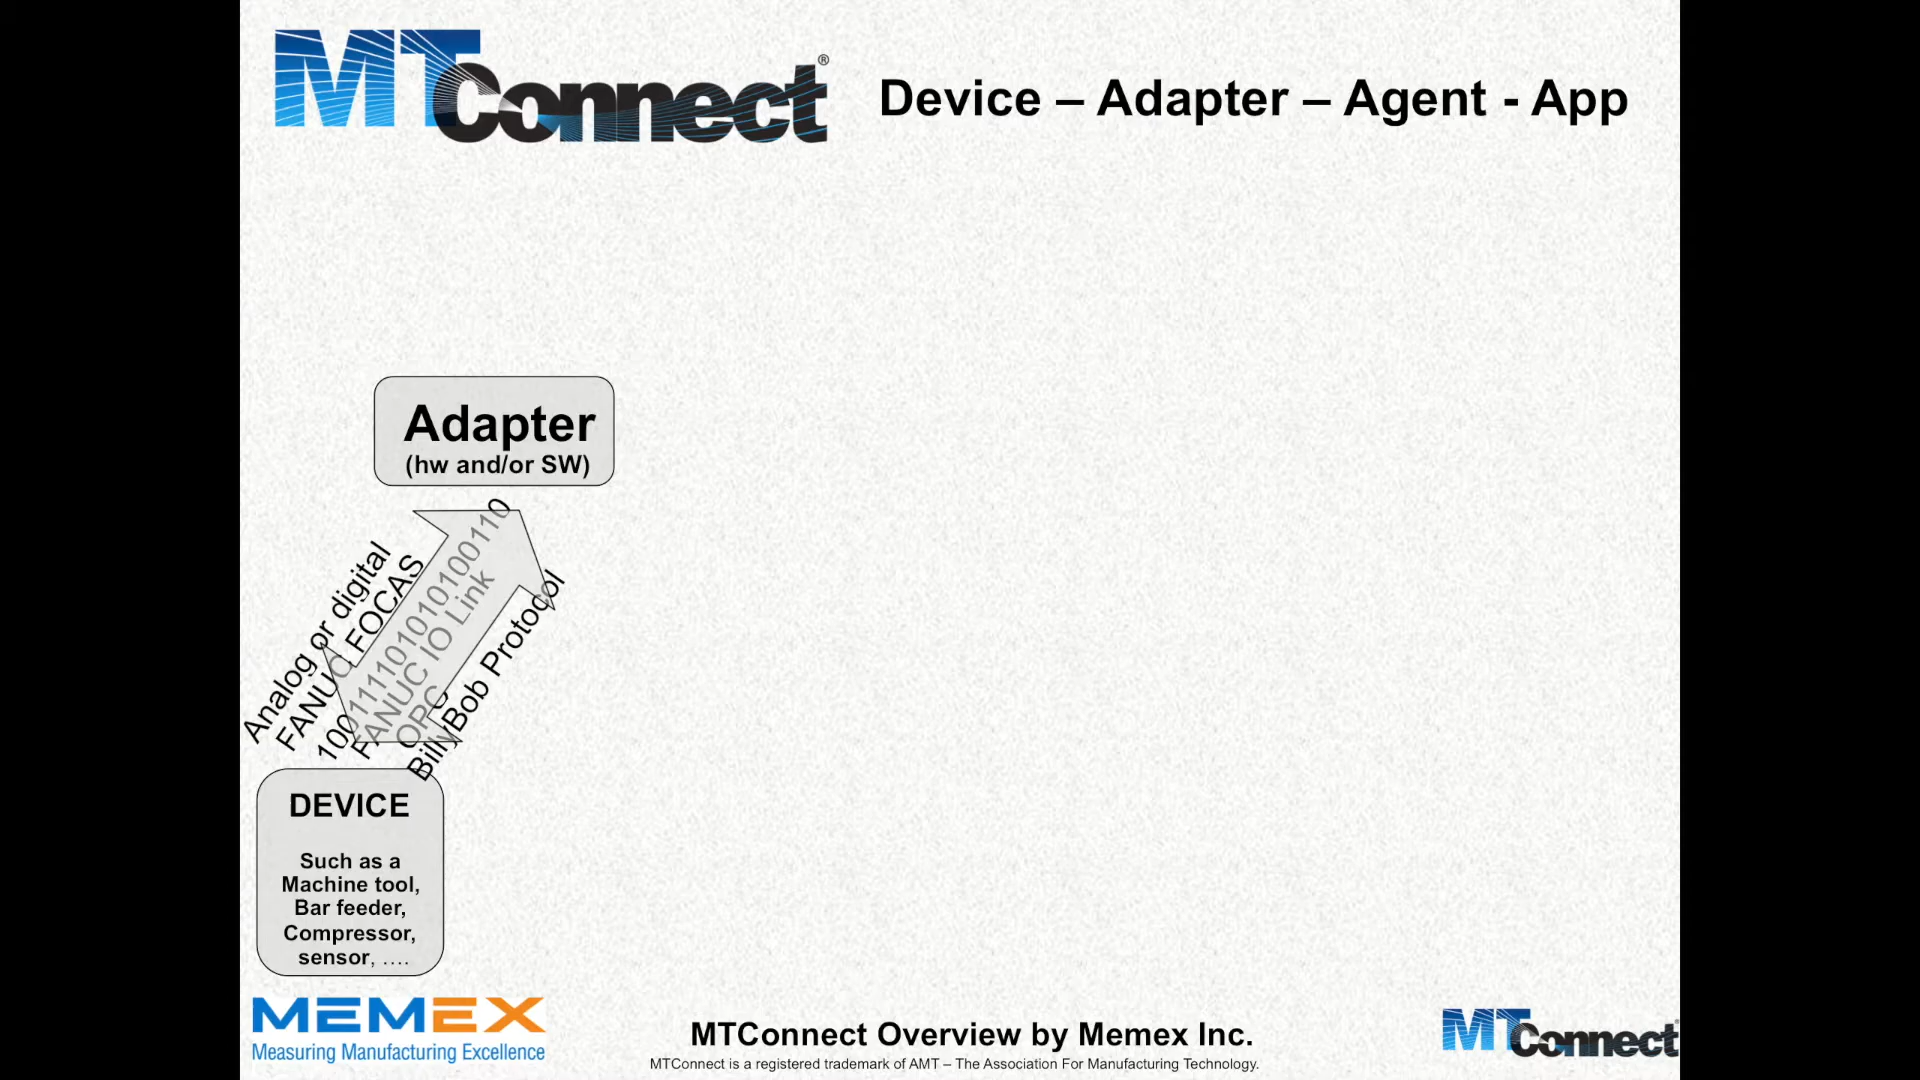 MTConnect®
Device – Adapter – Agent - App
Adapter
(hw and/or SW)
Analog or digital
FANUC FOCAS
1001111010101000110
FANUC IO Link
OPC
BillyBob Protocol
DEVICE
Such as a
Machine tool,
Bar feeder,
Compressor,
sensor, ....
MEMEX
Measuring Manufacturing Excellence
MTConnect Overview by Memex Inc.
MTConnect is a registered trademark of AMT – The Association For Manufacturing Technology.
MTConnect